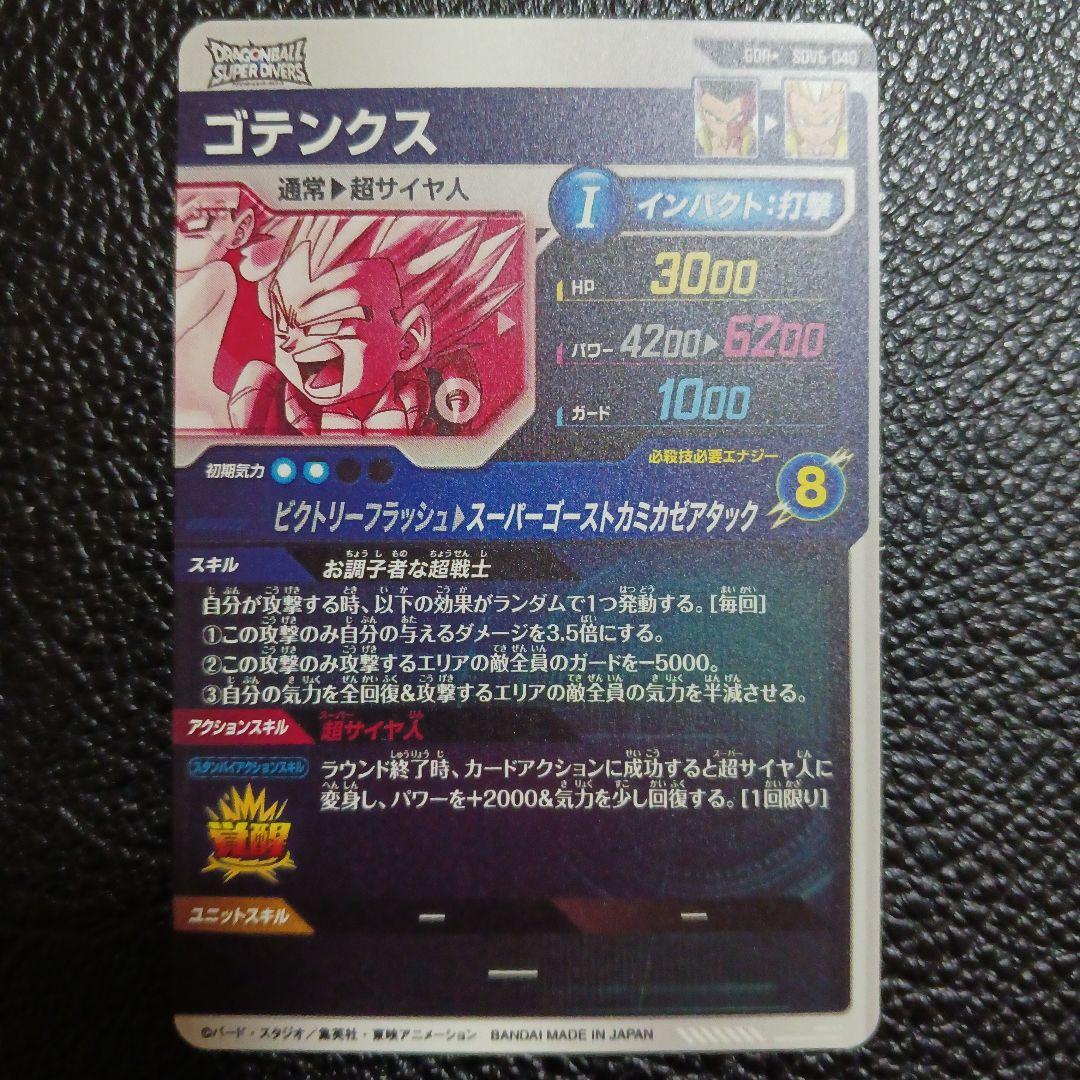 DRAGONBALL
SUPER DIVERS
GDR★ SDV5-040
ゴテンクス
通常▶超サイヤ人
I インパクト:打撃
HP 3000
パワー 4200▶6200
ガード 1000
初期気力
必殺技必要エナジー
8
ビクトリーフラッシュ▶スーパーゴーストカミカゼアタック
スキル お調子者な超戦士
自分が攻撃する時、以下の効果がランダムで1つ発動する。[毎回]
①この攻撃のみ自分の与えるダメージを3.5倍にする。
②この攻撃のみ攻撃するエリアの敵全員のガードを-5000。
③自分の気力を全回復&攻撃するエリアの敵全員の気力を半減させる。
アクションスキル 超サイヤ人
スタンバイアクションスキル
ラウンド終了時、カードアクションに成功すると超サイヤ人に
変身し、パワーを+2000&気力を少し回復する。[1回限り]
覚醒
ユニットスキル ー ー
ー
©バード・スタジオ/集英社・東映アニメーション BANDAI MADE IN JAPAN